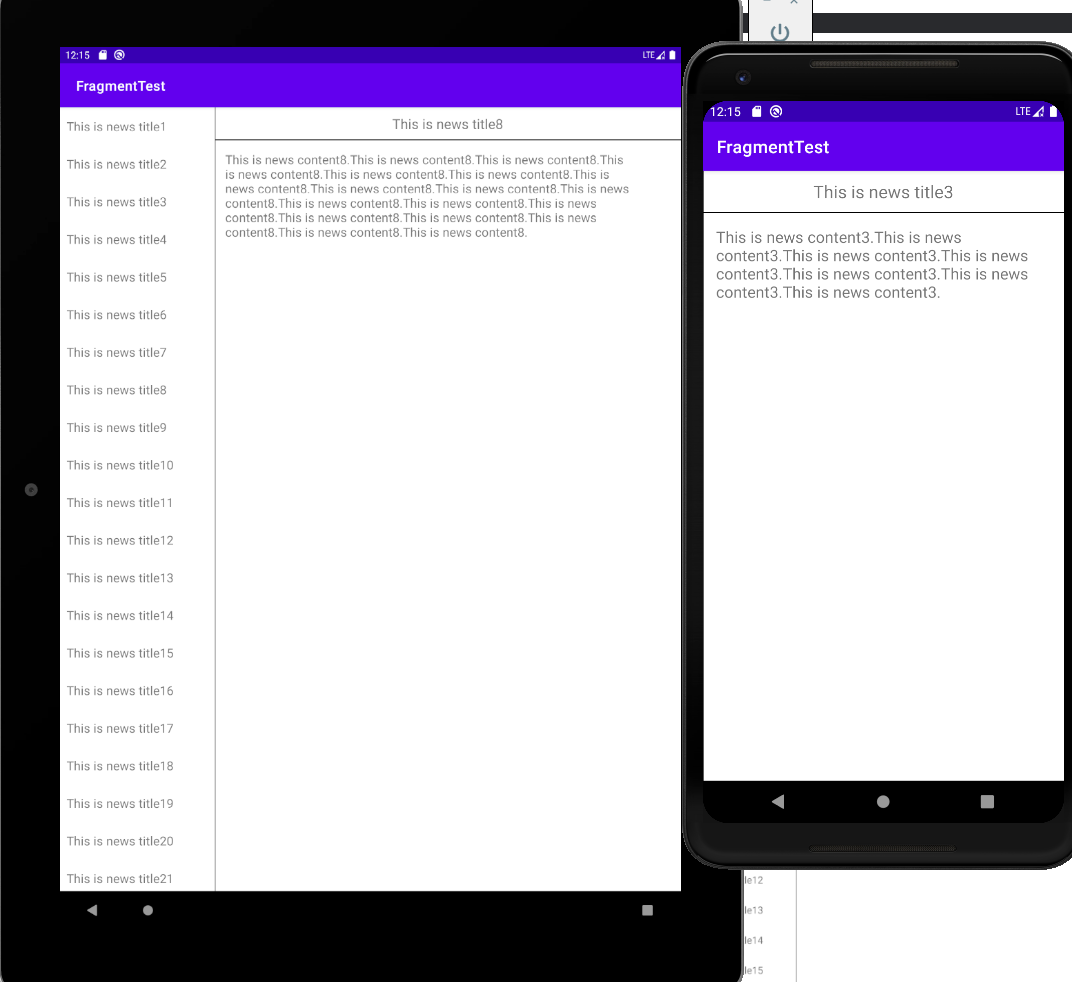 12:15
LTE
FragmentTest
This is news title1
This is news title2
This is news title3
This is news title4
This is news title5
This is news title6
This is news title7
This is news title8
This is news title9
This is news title10
This is news title11
This is news title12
This is news title13
This is news title14
This is news title15
This is news title16
This is news title17
This is news title18
This is news title19
This is news title20
This is news title21
This is news title8
This is news content8.This is news content8.This is news content8.This
is news content8.This is news content8.This is news content8.This is
news content8.This is news content8.This is news content8.This is news
content8.This is news content8.This is news content8.This is news
content8.This is news content8.This is news content8.This is news
content8.This is news content8.This is news content8.
12:15
LTE
FragmentTest
This is news title3
This is news content3.This is news
content3.This is news content3.This is news
content3.This is news content3.This is news
content3.This is news content3.
le12
le13
le14
le15